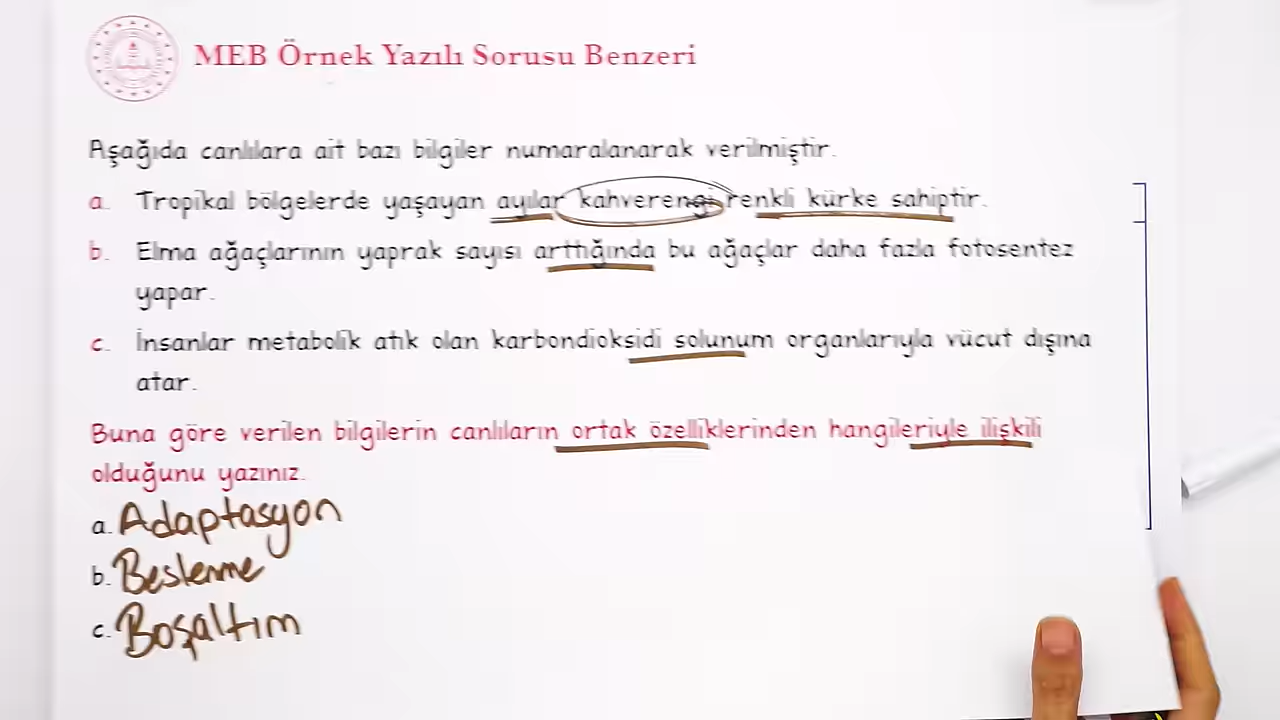 MEB Örnek Yazılı Sorusu Benzeri
Aşağıda canlılara ait bazı bilgiler numaralanarak verilmiştir.
a. Tropikal bölgelerde yaşayan ayılar kahverengi renkli kürke sahiptir.
b. Elma ağaçlarının yaprak sayısı arttığında bu ağaçlar daha fazla fotosentez
yapar.
c. İnsanlar metabolik atık olan karbondioksidi solunum organlarıyla vücut dışına
atar.
Buna göre verilen bilgilerin canlıların ortak özelliklerinden hangileriyle ilişkili
olduğunu yazınız.
a. Adaptasyon
b. Beslenme
c. Boşaltım